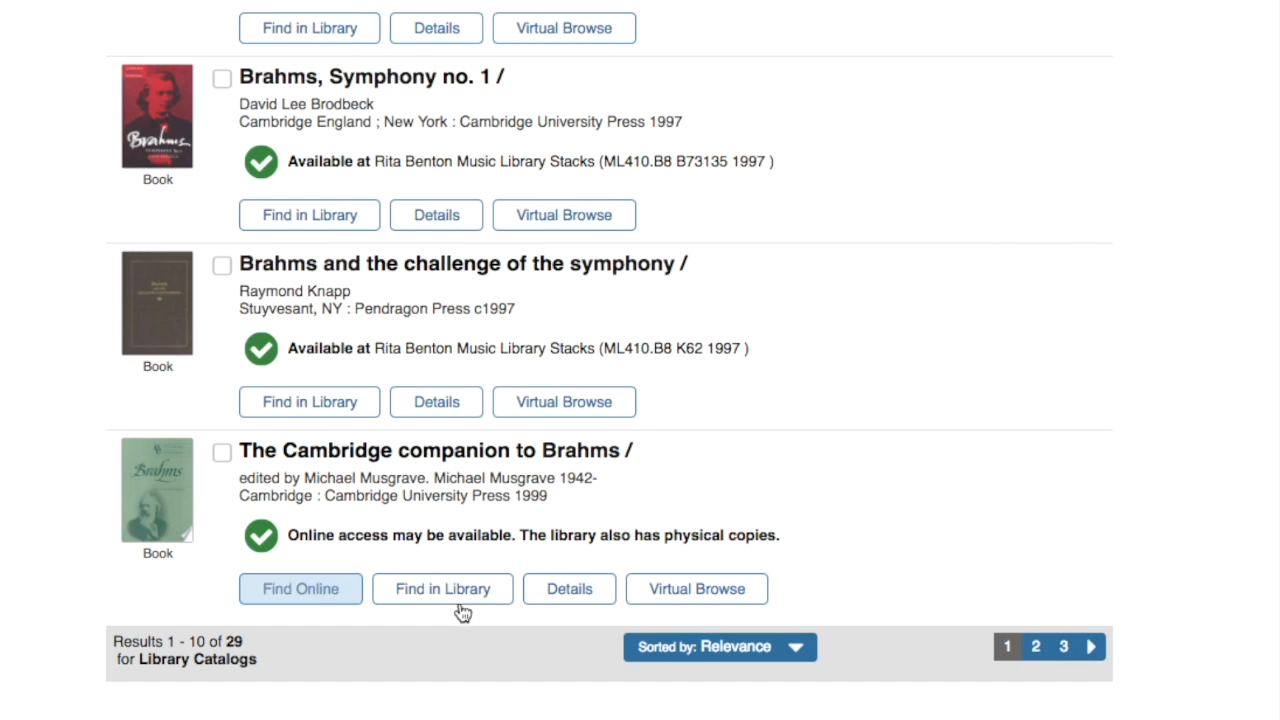 Find in Library Details Virtual Browse
Brahms, Symphony no. 1 /
David Lee Brodbeck
Cambridge England ; New York : Cambridge University Press 1997
Brahms
Available at Rita Benton Music Library Stacks (ML410.B8 B73135 1997 )
Book
Find in Library Details Virtual Browse
Brahms and the challenge of the symphony /
Raymond Knapp
Stuyvesant, NY : Pendragon Press c1997
Available at Rita Benton Music Library Stacks (ML410.B8 K62 1997 )
Book
Find in Library Details Virtual Browse
The Cambridge companion to Brahms /
Brahms
edited by Michael Musgrave. Michael Musgrave 1942-
Cambridge : Cambridge University Press 1999
Online access may be available. The library also has physical copies.
Book
Find Online Find in Library Details Virtual Browse
Results 1 - 10 of 29
for Library Catalogs
Sorted by: Relevance
1 2 3